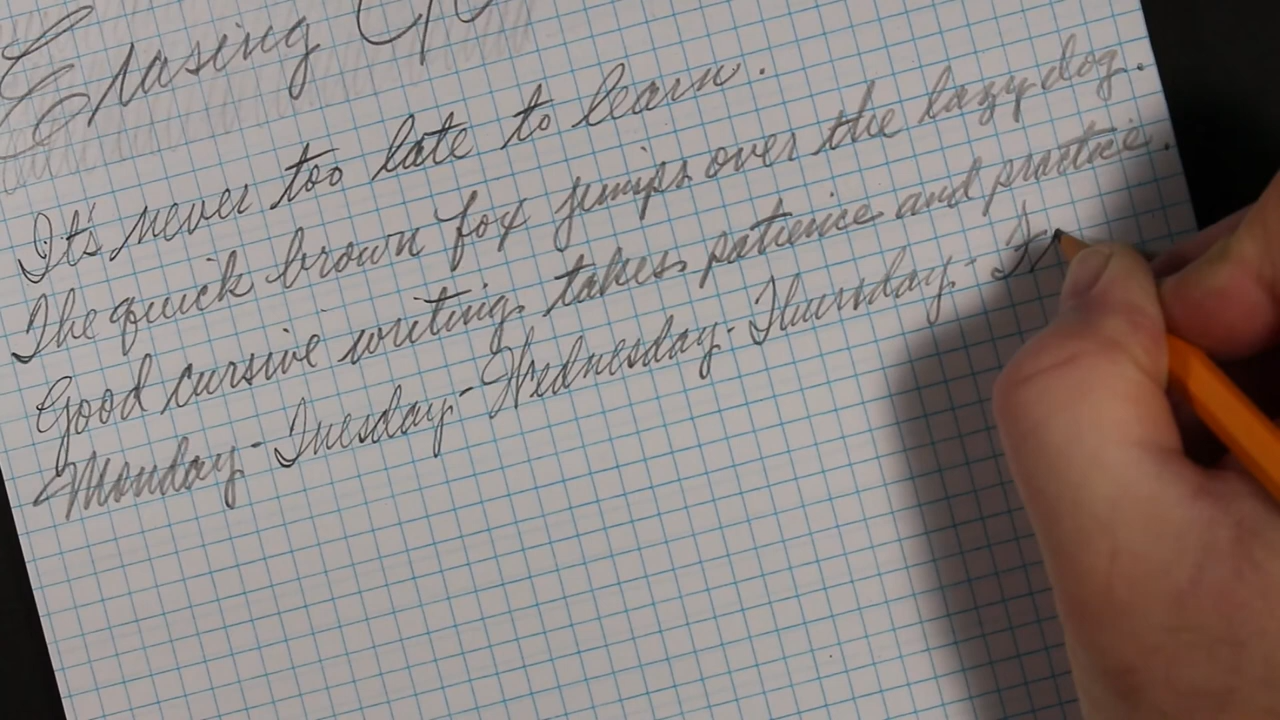 Erasing
It's never too late to learn.
The quick brown fox jumps over the lazy dog.
Good cursive writing takes patience and practice.
Monday - Tuesday - Wednesday - Thursday - Fr